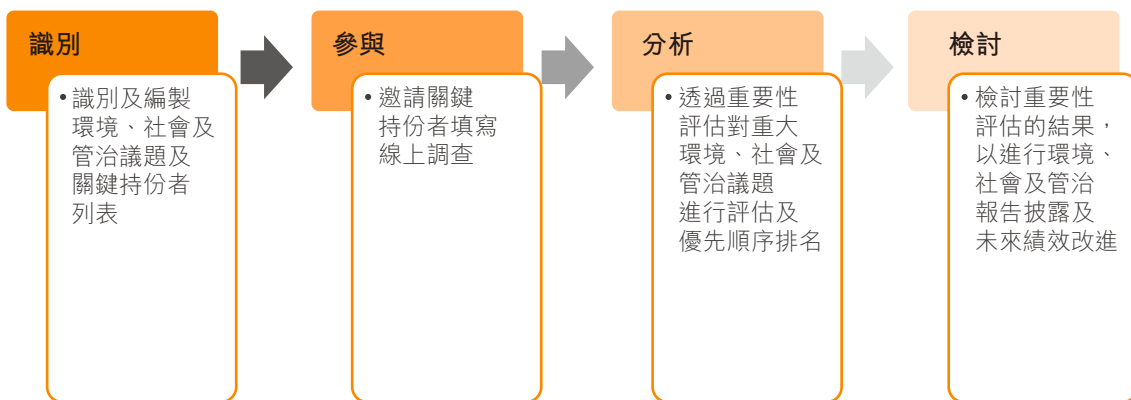 識別
• 識別及編製
環境、社會及
管治議題及
關鍵持份者
列表
參與
• 邀請關鍵
持份者填寫
線上調查
分析
• 透過重要性
評估對重大
環境、社會及
管治議題
進行評估及
優先順序排名
檢討
• 檢討重要性
評估的結果，
以進行環境、
社會及管治
報告披露及
未來績效改進